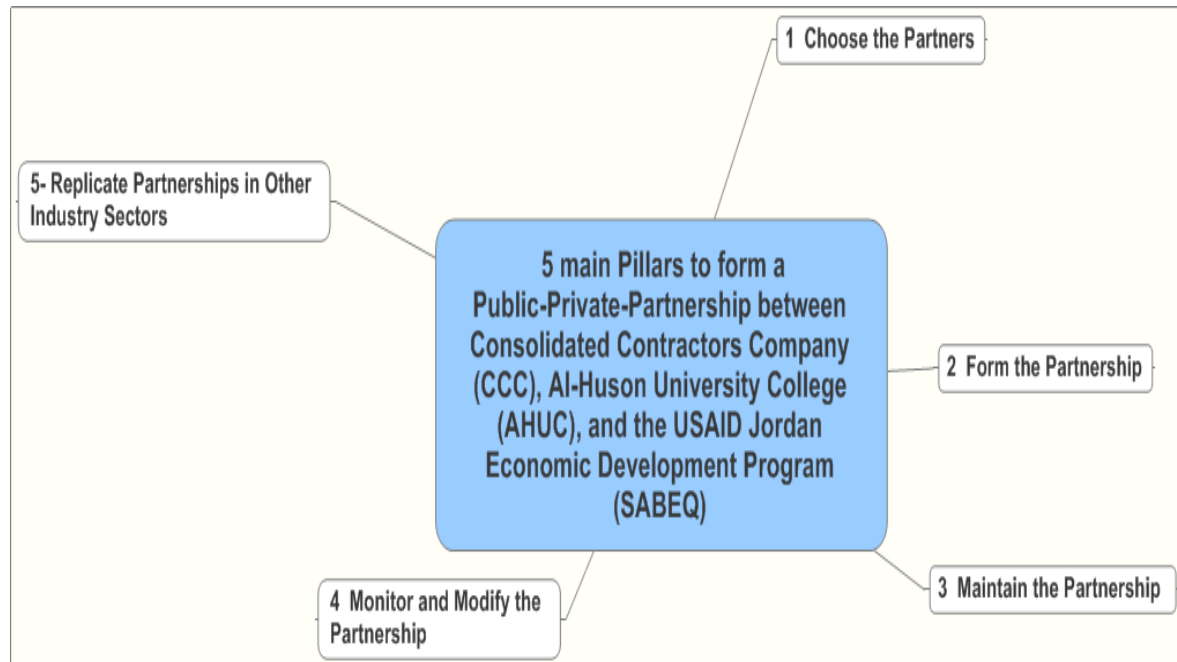 1 Choose the Partners
5- Replicate Partnerships in Other
Industry Sectors
5 main Pillars to form a
Public-Private-Partnership between
Consolidated Contractors Company
(CCC), Al-Huson University College
(AHUC), and the USAID Jordan
Economic Development Program
(SABEQ)
2 Form the Partnership
3 Maintain the Partnership
4 Monitor and Modify the
Partnership